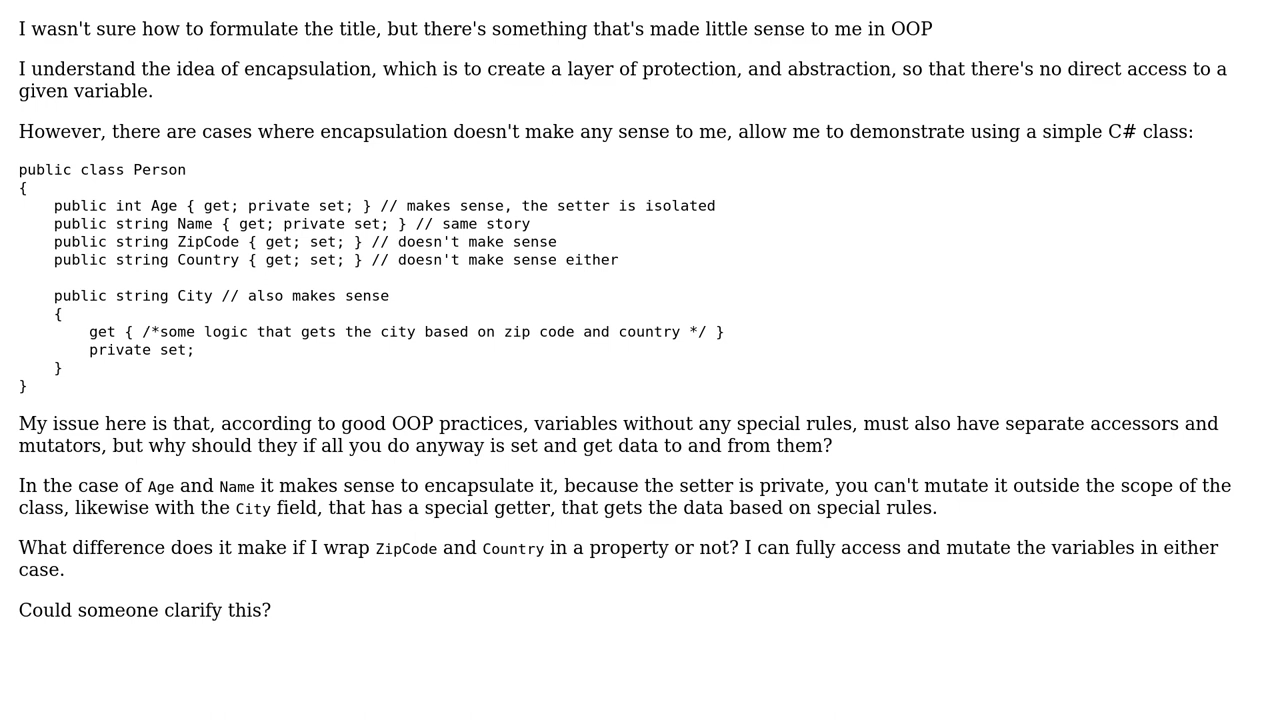 I wasn't sure how to formulate the title, but there's something that's made little sense to me in OOP
I understand the idea of encapsulation, which is to create a layer of protection, and abstraction, so that there's no direct access to a
given variable.
However, there are cases where encapsulation doesn't make any sense to me, allow me to demonstrate using a simple C# class:
public class Person
{
    public int Age { get; private set; } // makes sense, the setter is isolated
    public string Name { get; private set; } // same story
    public string ZipCode { get; set; } // doesn't make sense
    public string Country { get; set; } // doesn't make sense either
    public string City // also makes sense
    {
        get { /*some logic that gets the city based on zip code and country */ }
        private set;
    }
}
My issue here is that, according to good OOP practices, variables without any special rules, must also have separate accessors and
mutators, but why should they if all you do anyway is set and get data to and from them?
In the case of Age and Name it makes sense to encapsulate it, because the setter is private, you can't mutate it outside the scope of the
class, likewise with the City field, that has a special getter, that gets the data based on special rules.
What difference does it make if I wrap ZipCode and Country in a property or not? I can fully access and mutate the variables in either
case.
Could someone clarify this?